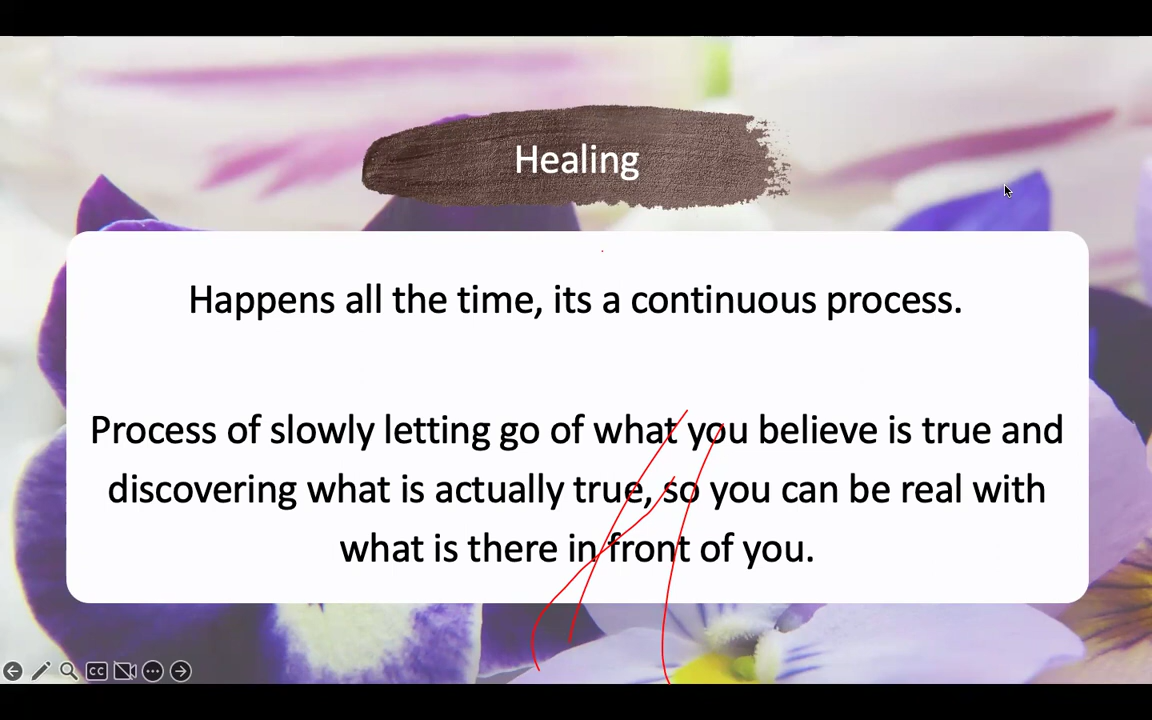 Healing
Happens all the time, its a continuous process.
Process of slowly letting go of what you believe is true and
discovering what is actually true, so you can be real with
what is there in front of you.
CC